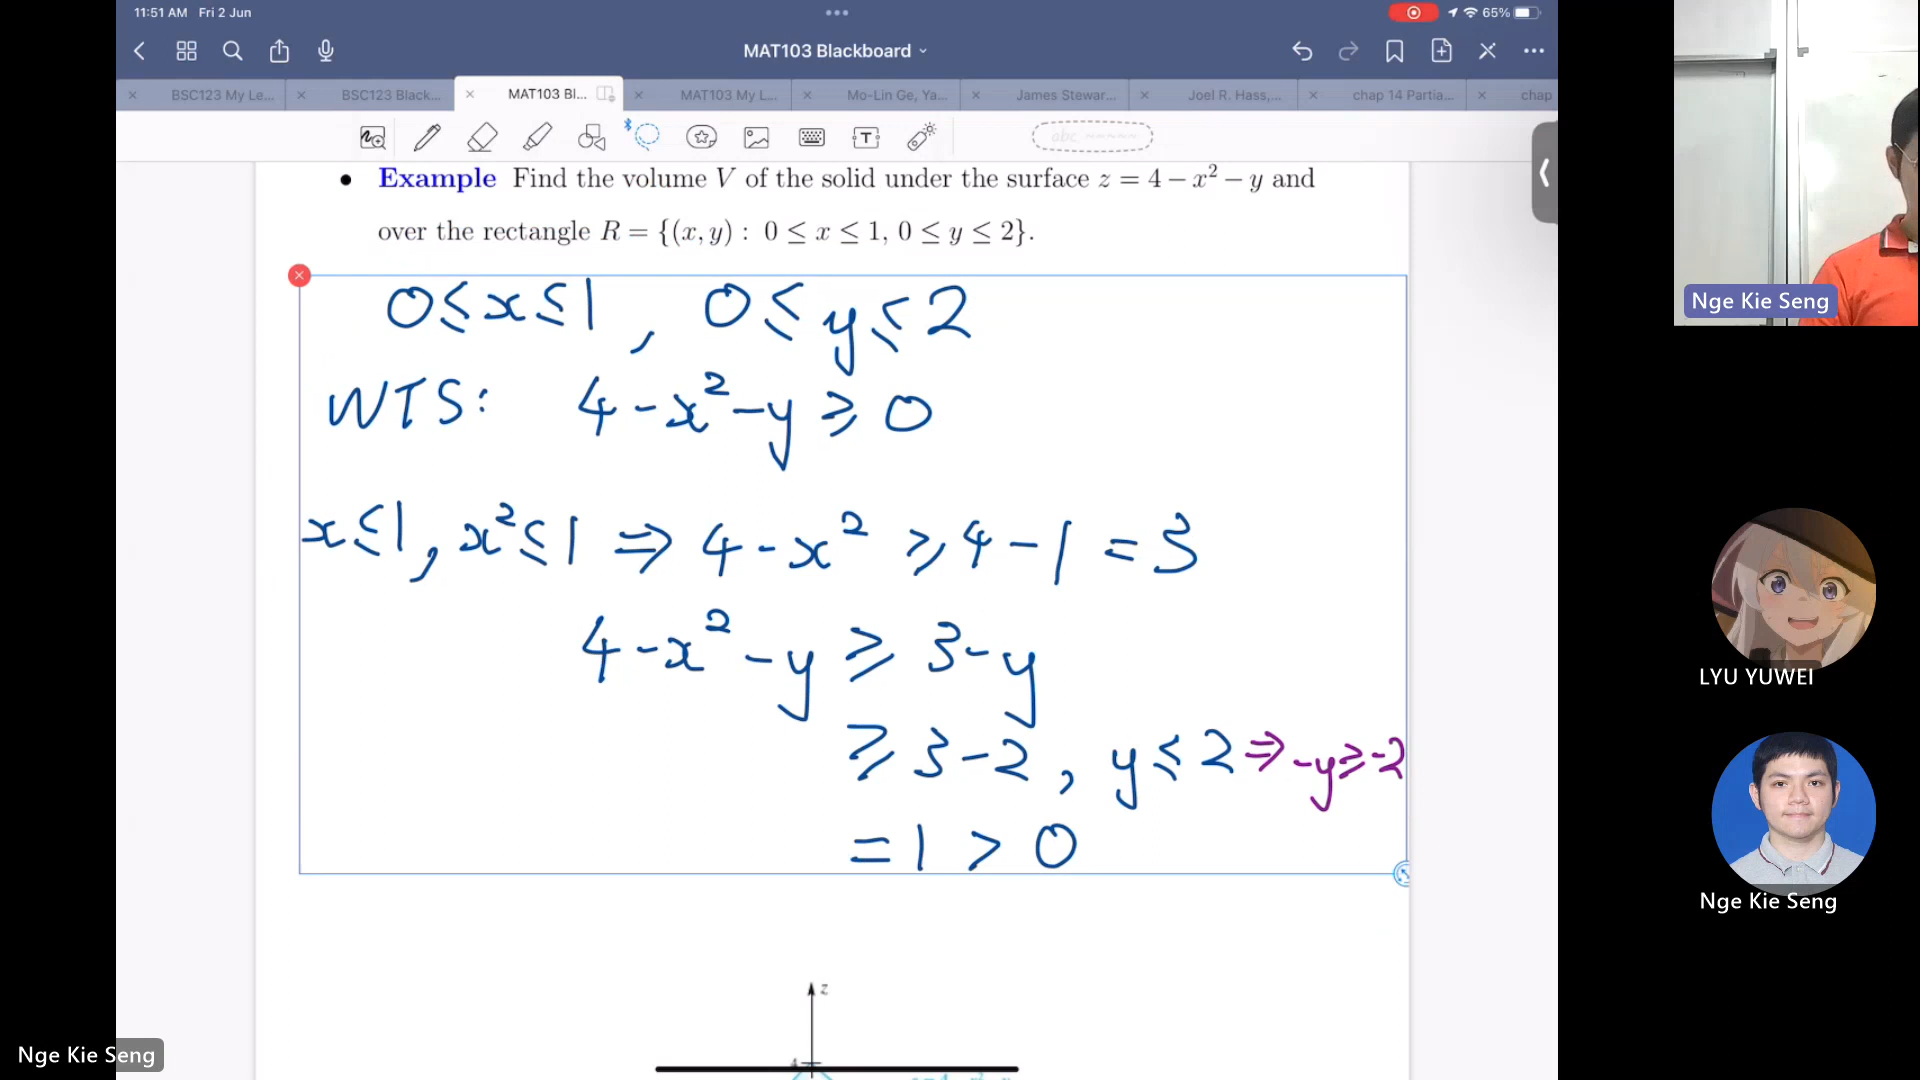 11:51 AM Fri 2 Jun
65%
MAT103 Blackboard
BSC123 My Le...
BSC123 Black...
MAT103 Bl...
MAT103 My L...
Mo-Lin Ge, Ya...
James Stewar...
Joel R. Hass,...
chap 14 Partia...
chap
abc
• Example Find the volume V of the solid under the surface z = 4 − x² − y and
over the rectangle R = {(x, y) : 0 ≤ x ≤ 1, 0 ≤ y ≤ 2}.
0 ≤ x ≤ 1, 0 ≤ y ≤ 2
WTS: 4 - x² - y ≥ 0
x ≤ 1, x² ≤ 1 ⇒ 4 - x² ≥ 4 - 1 = 3
4 - x² - y ≥ 3 - y
≥ 3 - 2, y ≤ 2 ⇒ -y ≥ -2
= 1 > 0
z
4
Nge Kie Seng
LYU YUWEI
Nge Kie Seng
Nge Kie Seng